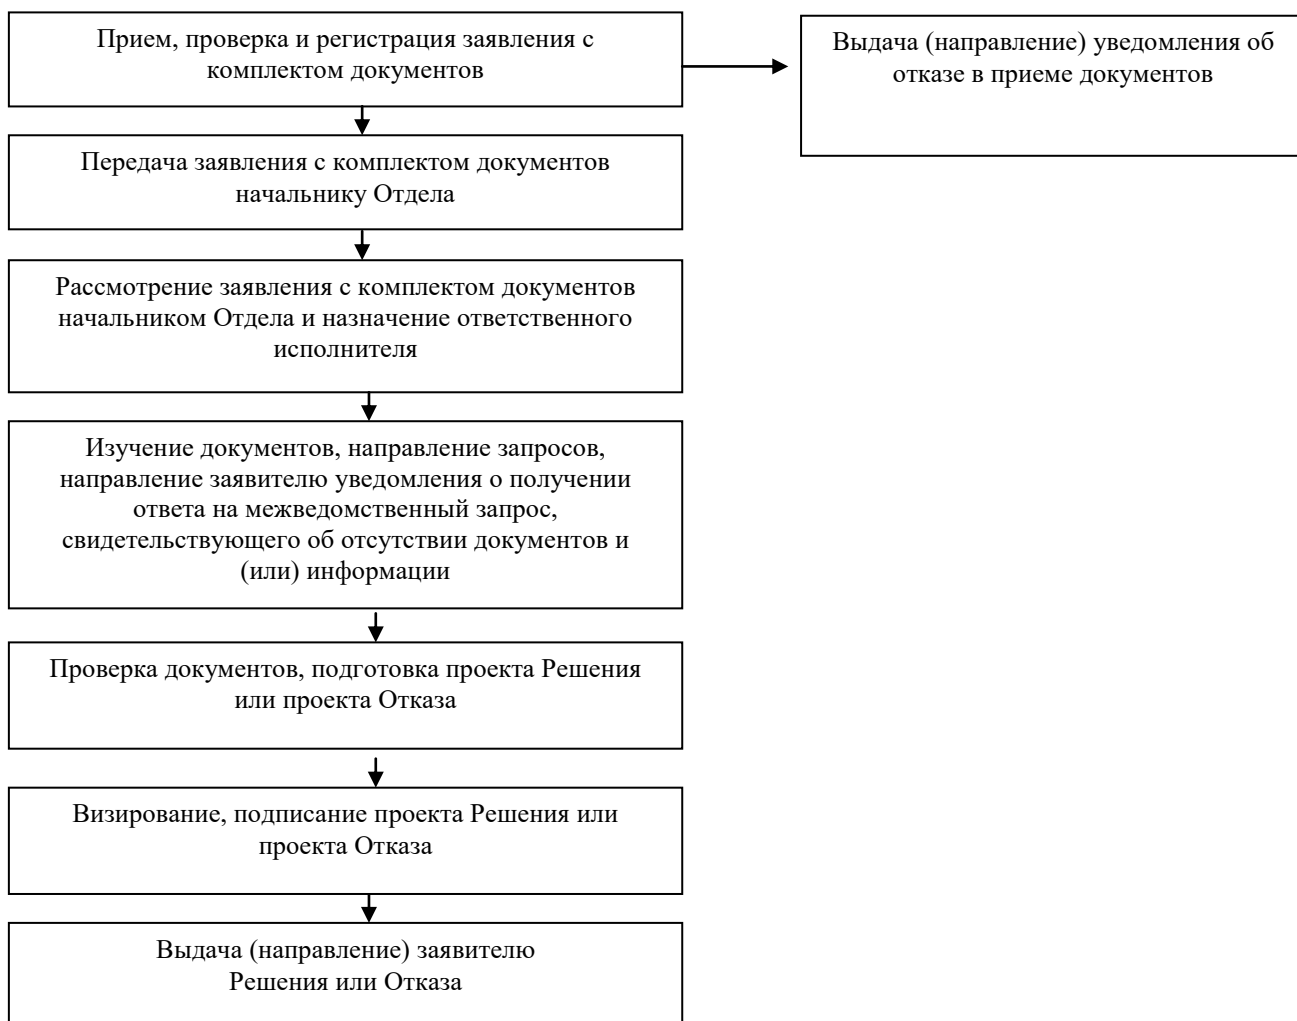 Прием, проверка и регистрация заявления с
комплектом документов
Выдача (направление) уведомления об
отказе в приеме документов
Передача заявления с комплектом документов
начальнику Отдела
Рассмотрение заявления с комплектом документов
начальником Отдела и назначение ответственного
исполнителя
Изучение документов, направление запросов,
направление заявителю уведомления о получении
ответа на межведомственный запрос,
свидетельствующего об отсутствии документов и
(или) информации
Проверка документов, подготовка проекта Решения
или проекта Отказа
Визирование, подписание проекта Решения или
проекта Отказа
Выдача (направление) заявителю
Решения или Отказа